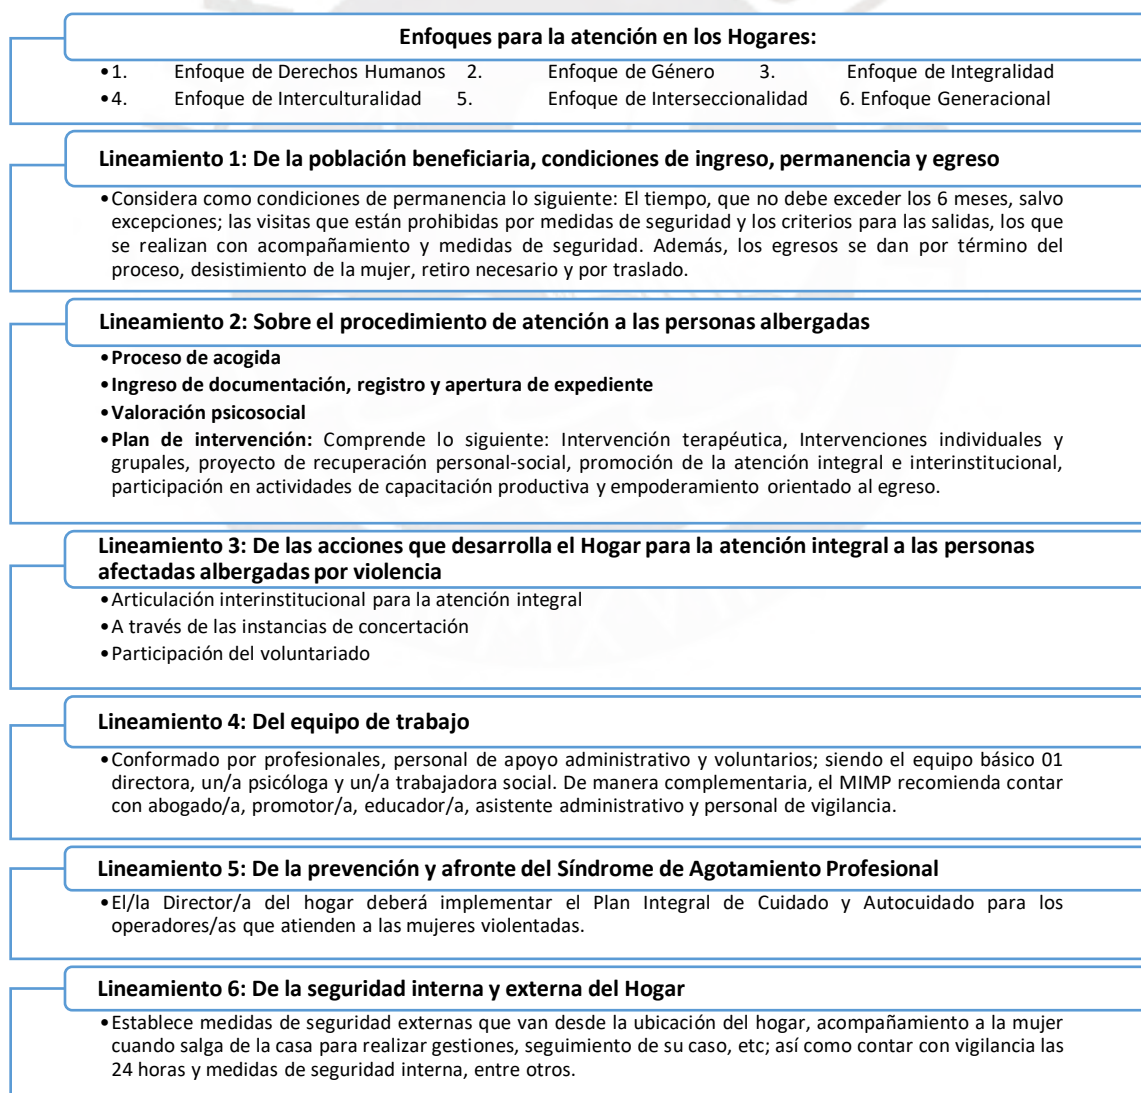 Enfoques para la atención en los Hogares:
•1. Enfoque de Derechos Humanos 2. Enfoque de Género 3. Enfoque de Integralidad
•4. Enfoque de Interculturalidad 5. Enfoque de Interseccionalidad 6. Enfoque Generacional
Lineamiento 1: De la población beneficiaria, condiciones de ingreso, permanencia y egreso
•Considera como condiciones de permanencia lo siguiente: El tiempo, que no debe exceder los 6 meses, salvo
excepciones; las visitas que están prohibidas por medidas de seguridad y los criterios para las salidas, los que
se realizan con acompañamiento y medidas de seguridad. Además, los egresos se dan por término del
proceso, desistimiento de la mujer, retiro necesario y por traslado.
Lineamiento 2: Sobre el procedimiento de atención a las personas albergadas
•Proceso de acogida
•Ingreso de documentación, registro y apertura de expediente
•Valoración psicosocial
•Plan de intervención: Comprende lo siguiente: Intervención terapéutica, Intervenciones individuales y
grupales, proyecto de recuperación personal-social, promoción de la atención integral e interinstitucional,
participación en actividades de capacitación productiva y empoderamiento orientado al egreso.
Lineamiento 3: De las acciones que desarrolla el Hogar para la atención integral a las personas
afectadas albergadas por violencia
•Articulación interinstitucional para la atención integral
•A través de las instancias de concertación
•Participación del voluntariado
Lineamiento 4: Del equipo de trabajo
•Conformado por profesionales, personal de apoyo administrativo y voluntarios; siendo el equipo básico 01
directora, un/a psicóloga y un/a trabajadora social. De manera complementaria, el MIMP recomienda contar
con abogado/a, promotor/a, educador/a, asistente administrativo y personal de vigilancia.
Lineamiento 5: De la prevención y afronte del Síndrome de Agotamiento Profesional
•El/la Director/a del hogar deberá implementar el Plan Integral de Cuidado y Autocuidado para los
operadores/as que atienden a las mujeres violentadas.
Lineamiento 6: De la seguridad interna y externa del Hogar
•Establece medidas de seguridad externas que van desde la ubicación del hogar, acompañamiento a la mujer
cuando salga de la casa para realizar gestiones, seguimiento de su caso, etc; así como contar con vigilancia las
24 horas y medidas de seguridad interna, entre otros.